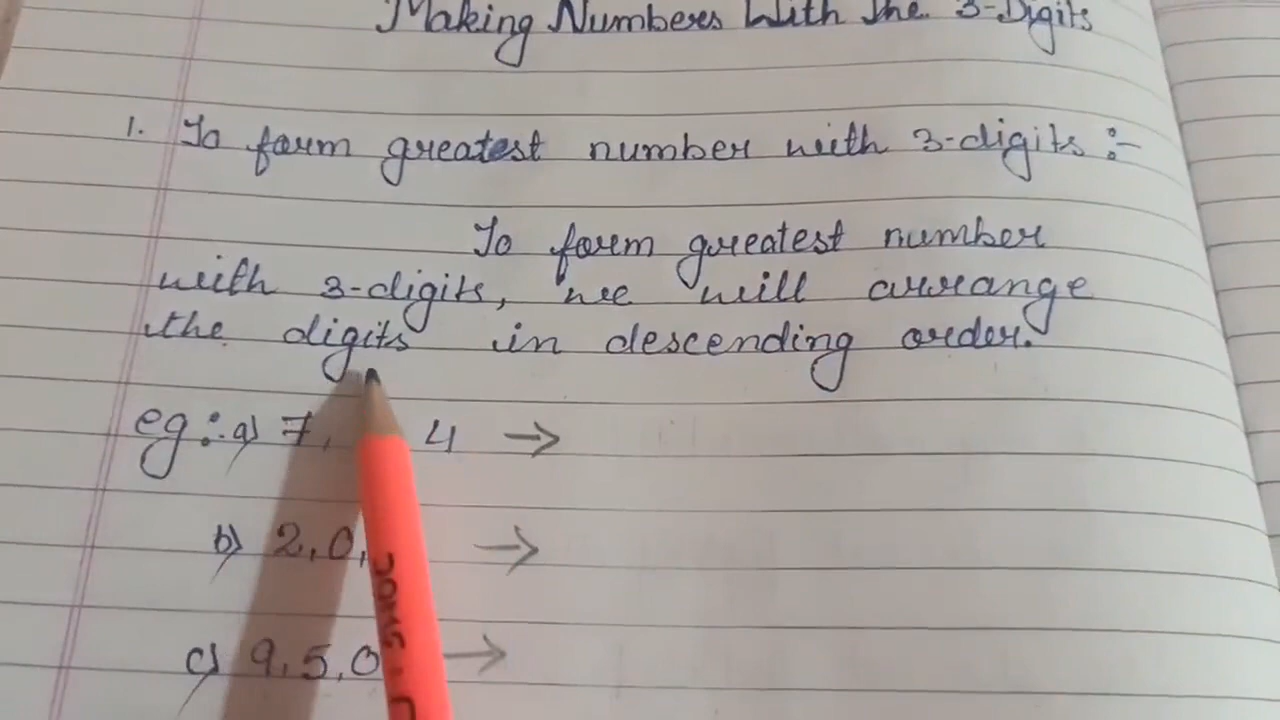 Making Numbers With The 3-Digits
1. To form greatest number with 3-digits :-
To form greatest number
with 3-digits, we will arrange
the digits in descending order.
eg:- a) 7, 4 →
b) 2, 0, →
c) 9, 5, 0 →
DOMS